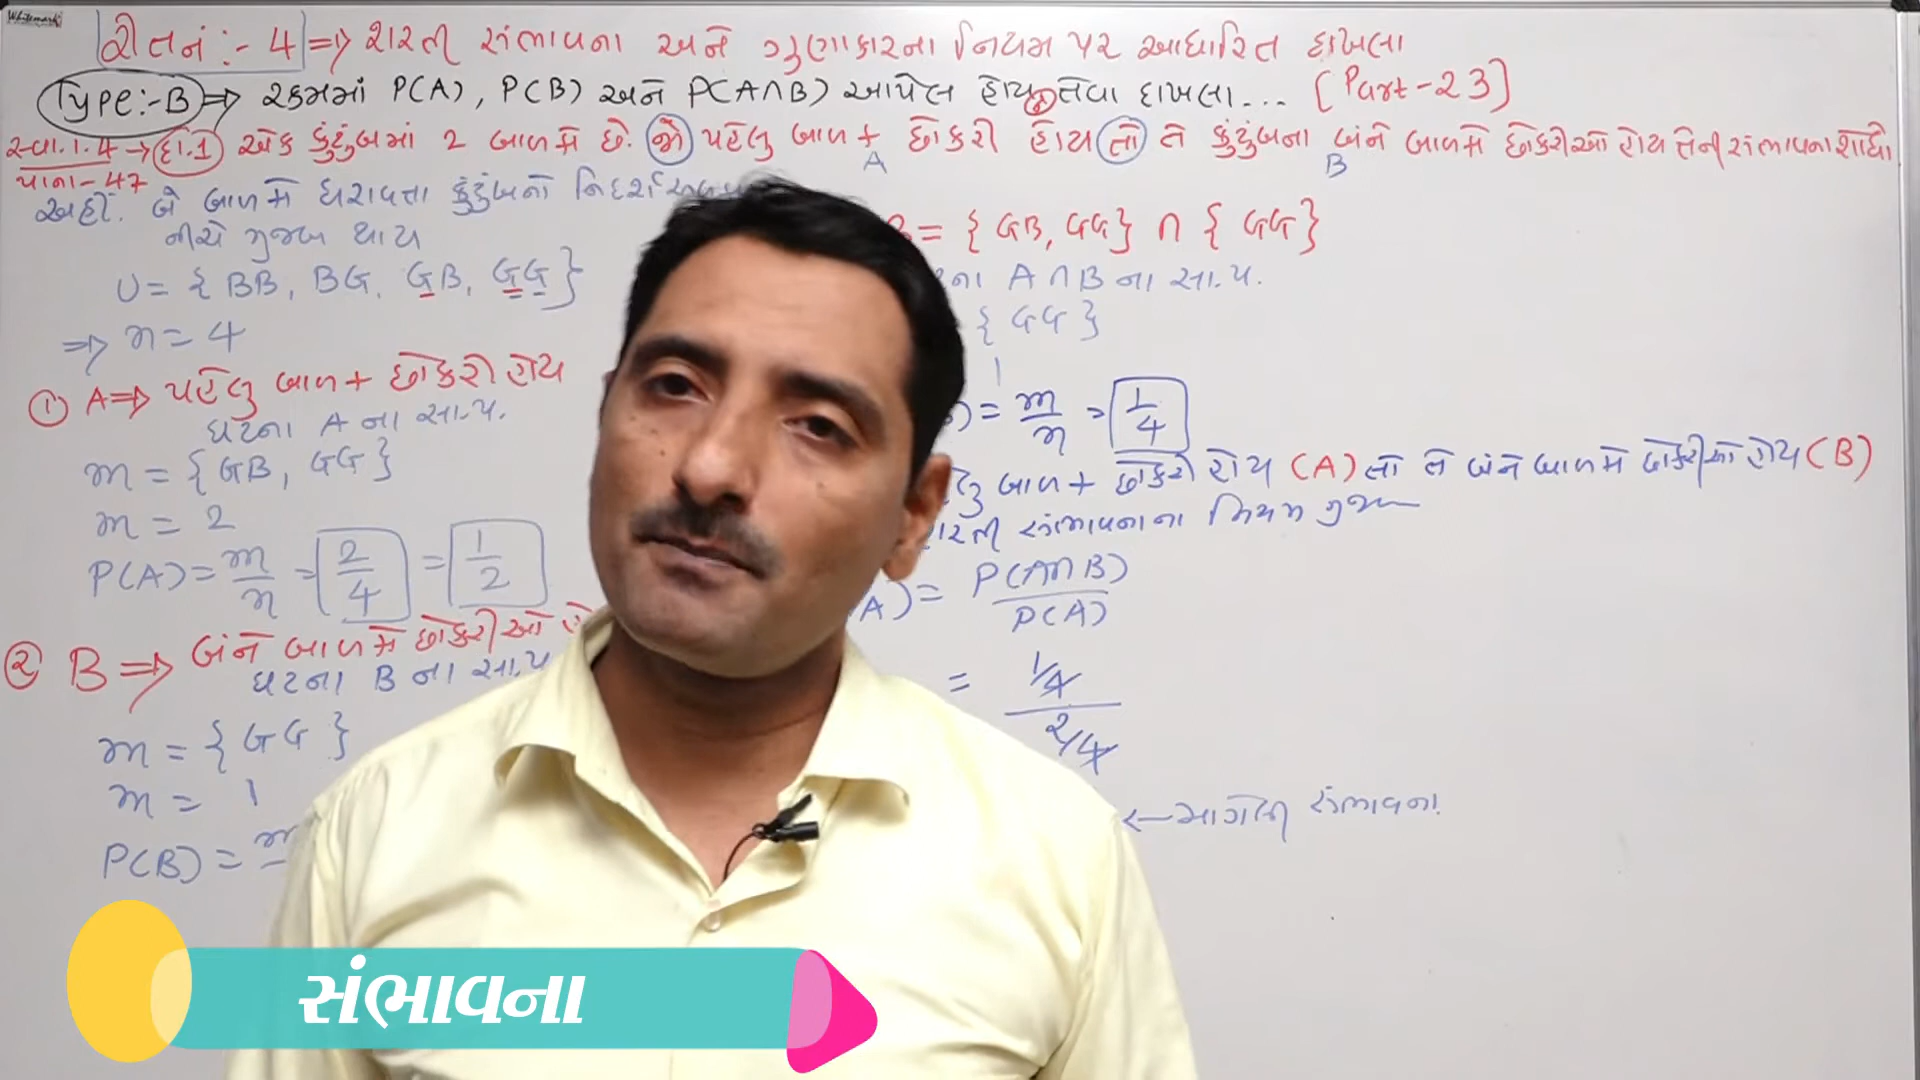 Whitemark
રીત નં:- 4 ⇒ શરતી સંભાવના અને ગુણાકારના નિયમ પર આધારિત દાખલા
Type:-B ⇒ રકમમાં P(A), P(B) અને P(A∩B) આપેલ હોય તેવા દાખલા... [Part-23]
સ્વા.1.4 → દા.1 એક કુટુંબમાં 2 બાળકો છે. જો પહેલુ બાળક છોકરી હોય તો તે કુટુંબના બંને બાળકો છોકરીઓ હોય તેની સંભાવના શોધો
પાના-47
A B
અહીં. બે બાળકો ધરાવતા કુટુંબનો
નીચે મુજબ થાય
U = { BB, BG, GB, GG }
⇒ n = 4
① A ⇒ પહેલુ બાળક છોકરી હોય
ઘટના A ના સા.પ.
m = { GB, GG }
m = 2
P(A) = m/n = 2/4 = 1/2
② B ⇒ બંને બાળકો છોકરીઓ
ઘટના B ના સા.પ
m = { GG }
m = 1
P(B) =
B = { GB, GG } ∩ { GG }
ના A∩B ના સા.પ.
{ GG }
1
) = m/n = 1/4
બાળક છોકરી હોય (A) તો તે બંને બાળકો છોકરીઓ હોય (B)
સંભાવનાના નિયમ મુજબ
A) = P(A∩B)/P(A)
= 1/4 / 2/4
← માગેલી સંભાવના.
સંભાવના